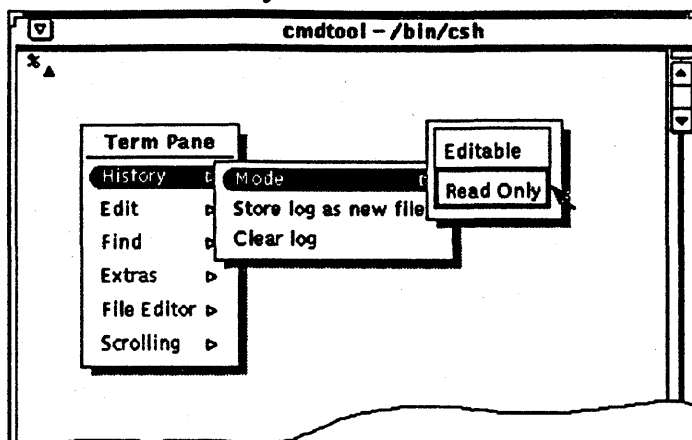 cmdtool – /bin/csh
%
Term Pane
History
Edit
Find
Extras
File Editor
Scrolling
Mode
Store log as new file
Clear log
Editable
Read Only